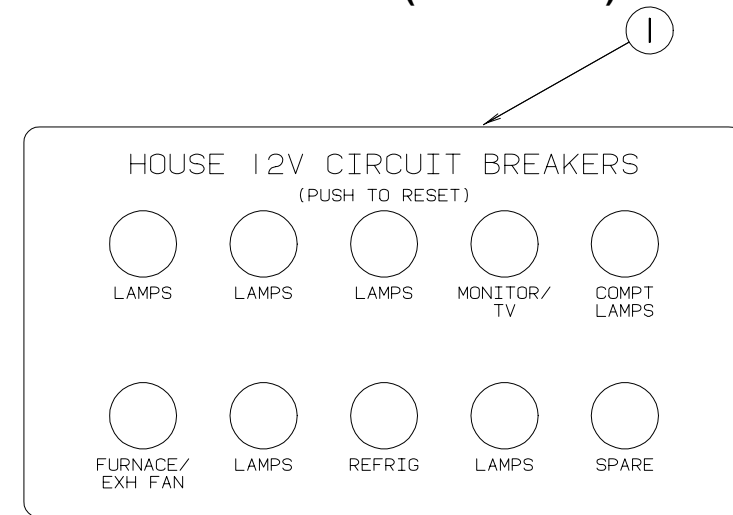 1
HOUSE 12V CIRCUIT BREAKERS
(PUSH TO RESET)
LAMPS LAMPS LAMPS MONITOR/ TV COMPT LAMPS
FURNACE/ EXH FAN LAMPS REFRIG LAMPS SPARE